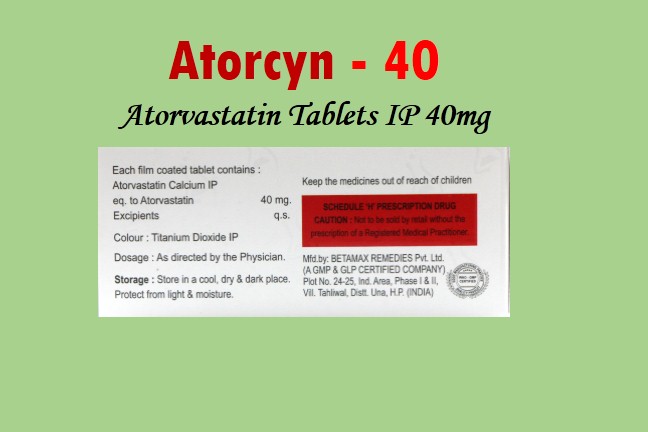 Atorcyn - 40
Atorvastatin Tablets IP 40mg
Each film coated tablet contains :
Atorvastatin Calcium IP
eq. to Atorvastatin 40 mg.
Excipients q.s.
Colour : Titanium Dioxide IP
Dosage : As directed by the Physician.
Storage : Store in a cool, dry & dark place.
Protect from light & moisture.
Keep the medicines out of reach of children
SCHEDULE 'H' PRESCRIPTION DRUG
CAUTION : Not to be sold by retail without the
prescription of a Registered Medical Practitioner.
Mfd.by: BETAMAX REMEDIES Pvt. Ltd.
(A GMP & GLP CERTIFIED COMPANY)
Plot No. 24-25, Ind. Area, Phase I & II,
Vill. Tahliwal, Distt. Una, H.P. (INDIA)